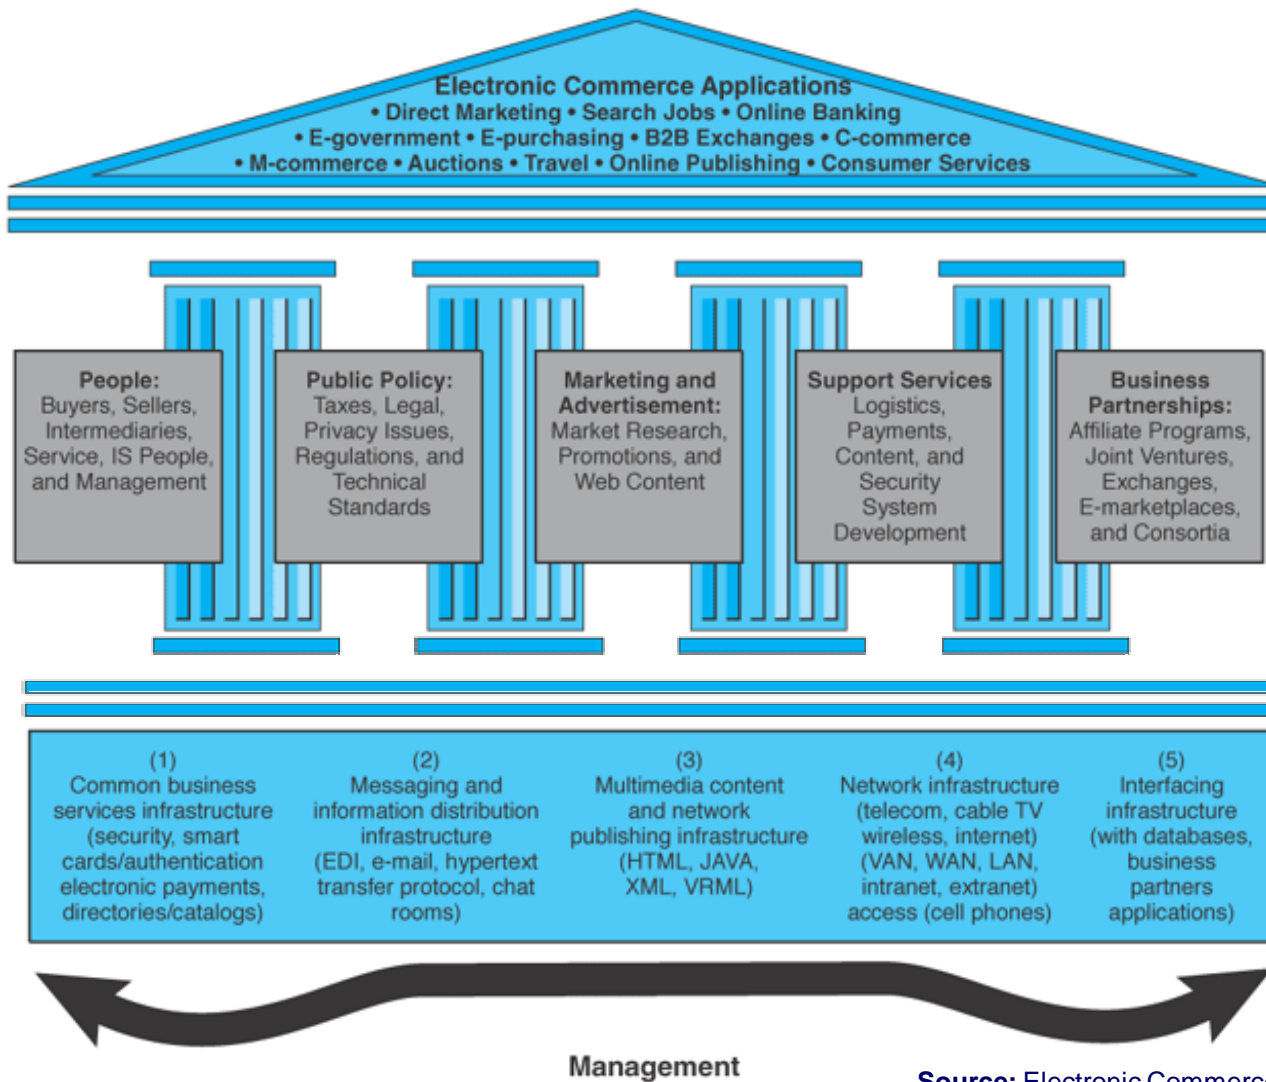 Electronic Commerce Applications
• Direct Marketing • Search Jobs • Online Banking
• E-government • E-purchasing • B2B Exchanges • C-commerce
• M-commerce • Auctions • Travel • Online Publishing • Consumer Services
People:
Buyers, Sellers,
Intermediaries,
Service, IS People,
and Management
Public Policy:
Taxes, Legal,
Privacy Issues,
Regulations, and
Technical
Standards
Marketing and
Advertisement:
Market Research,
Promotions, and
Web Content
Support Services
Logistics,
Payments,
Content, and
Security
System
Development
Business
Partnerships:
Affiliate Programs,
Joint Ventures,
Exchanges,
E-marketplaces,
and Consortia
(1)
Common business
services infrastructure
(security, smart
cards/authentication
electronic payments,
directories/catalogs)
(2)
Messaging and
information distribution
infrastructure
(EDI, e-mail, hypertext
transfer protocol, chat
rooms)
(3)
Multimedia content
and network
publishing infrastructure
(HTML, JAVA,
XML, VRML)
(4)
Network infrastructure
(telecom, cable TV
wireless, internet)
(VAN, WAN, LAN,
intranet, extranet)
access (cell phones)
(5)
Interfacing
infrastructure
(with databases,
business
partners
applications)
Management
Source: Electronic Commerce